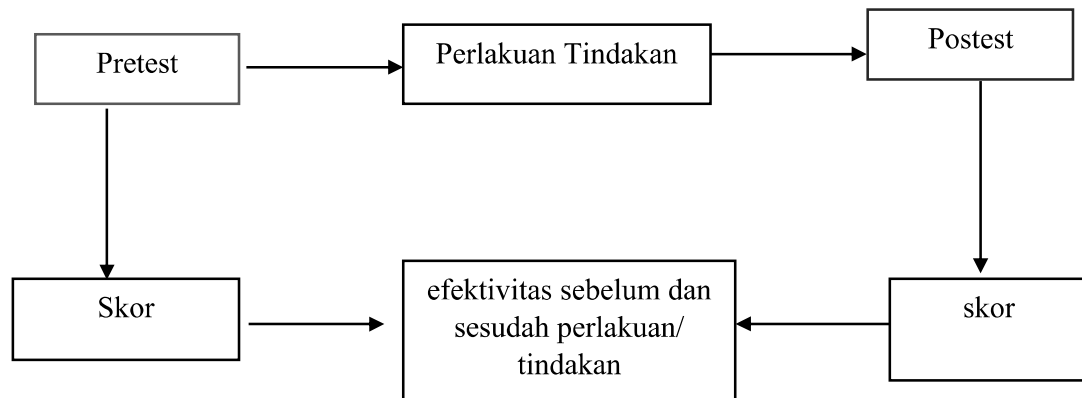 Pretest
Perlakuan Tindakan
Postest
Skor
efektivitas sebelum dan
sesudah perlakuan/
tindakan
skor